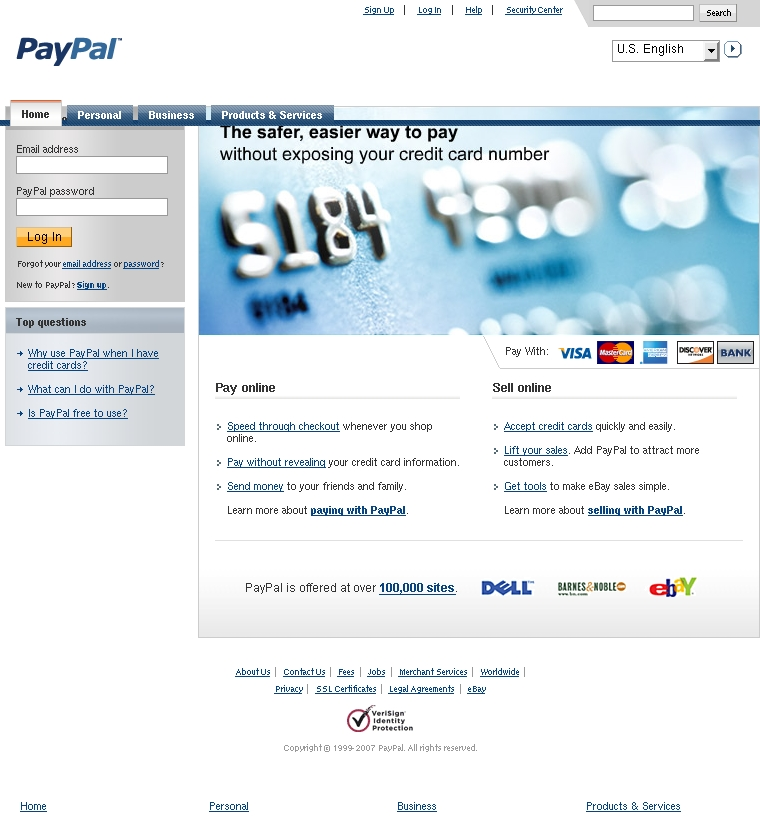 Sign Up | Log In | Help | Security Center
Search
PayPal™
U.S. English
Home
Personal
Business
Products & Services
Email address
PayPal password
Log In
Forgot your email address or password?
New to PayPal? Sign up.
Top questions
Why use PayPal when I have
credit cards?
What can I do with PayPal?
Is PayPal free to use?
The safer, easier way to pay
without exposing your credit card number
5184
5184
Pay With:
VISA
MasterCard
DISCOVER
BANK
Pay online
Speed through checkout whenever you shop
online.
Pay without revealing your credit card information.
Send money to your friends and family.
Learn more about paying with PayPal.
Sell online
Accept credit cards quickly and easily.
Lift your sales. Add PayPal to attract more
customers.
Get tools to make eBay sales simple.
Learn more about selling with PayPal.
PayPal is offered at over 100,000 sites.
DELL
BARNES&NOBLE
www.bn.com
ebaY
About Us | Contact Us | Fees | Jobs | Merchant Services | Worldwide |
Privacy | SSL Certificates | Legal Agreements | eBay
VeriSign
Identity
Protection
Copyright © 1999-2007 PayPal. All rights reserved.
Home
Personal
Business
Products & Services